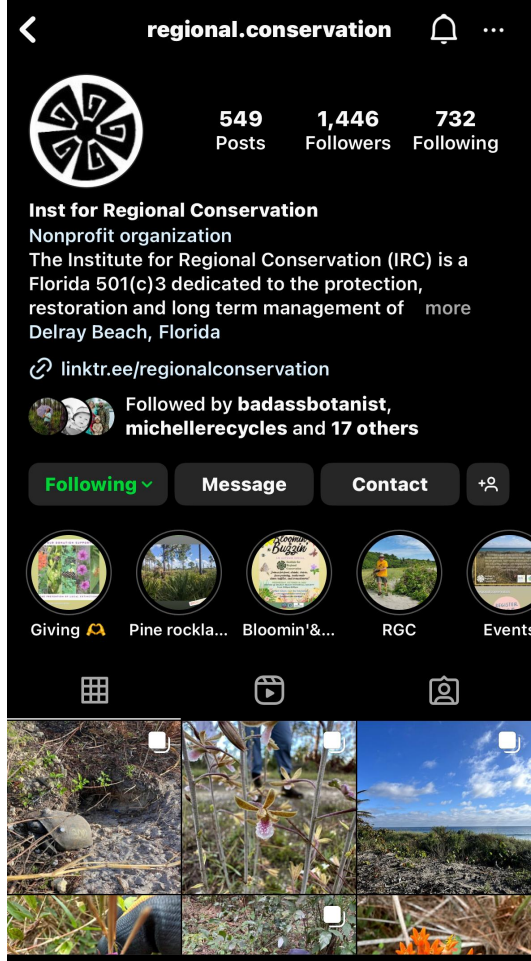 regional.conservation
549 1,446 732
Posts Followers Following
Inst for Regional Conservation
Nonprofit organization
The Institute for Regional Conservation (IRC) is a
Florida 501(c)3 dedicated to the protection,
restoration and long term management of more
Delray Beach, Florida
linktr.ee/regionalconservation
Followed by badassbotanist,
michellerecycles and 17 others
Following Message Contact
Bloomin'
Buzzin'
Giving 🫶 Pine rockla... Bloomin'&... RGC Events